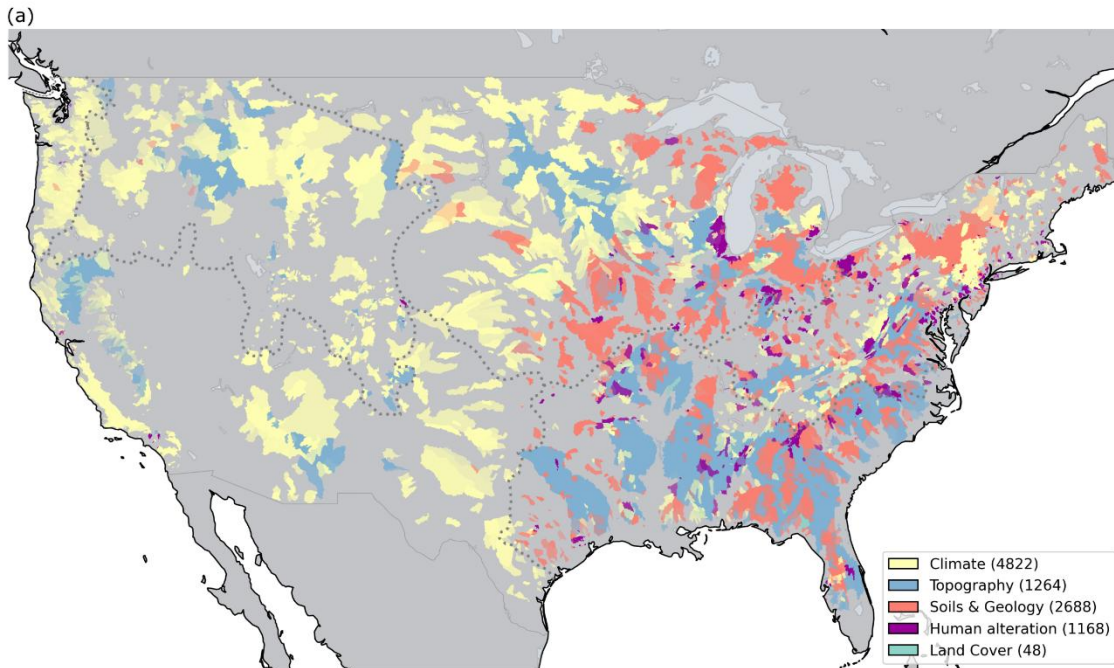 (a)
Climate (4822)
Topography (1264)
Soils & Geology (2688)
Human alteration (1168)
Land Cover (48)